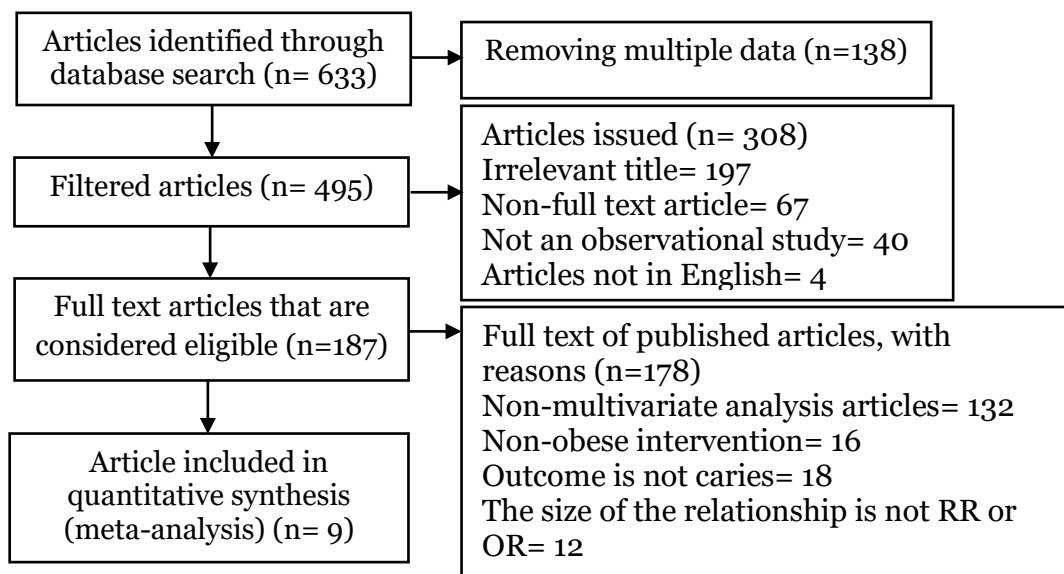 Articles identified through
database search (n= 633)
Removing multiple data (n=138)
Filtered articles (n= 495)
Articles issued (n= 308)
Irrelevant title= 197
Non-full text article= 67
Not an observational study= 40
Articles not in English= 4
Full text articles that are
considered eligible (n=187)
Full text of published articles, with
reasons (n=178)
Non-multivariate analysis articles= 132
Non-obese intervention= 16
Outcome is not caries= 18
The size of the relationship is not RR or
OR= 12
Article included in
quantitative synthesis
(meta-analysis) (n= 9)